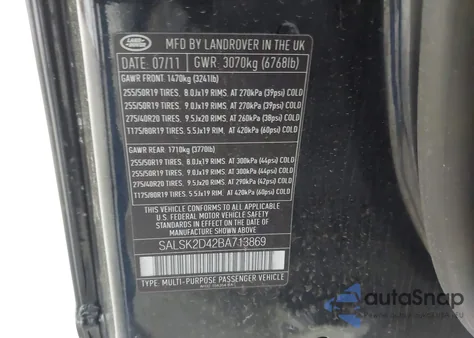 LAND ROVER
MFD BY LANDROVER IN THE UK
DATE: 07/11 GWR: 3070kg (6768lb)
GAWR FRONT: 1470kg (3241lb)
255/50R19 TIRES, 8.0Jx19 RIMS, AT 270kPa (39psi) COLD
255/50R19 TIRES, 9.0Jx19 RIMS, AT 270kPa (39psi) COLD
275/40R20 TIRES, 9.5Jx20 RIMS, AT 260kPa (38psi) COLD
T175/80R19 TIRES, 5.5Jx19 RIM, AT 420kPa (60psi) COLD
GAWR REAR: 1710kg (3770lb)
255/50R19 TIRES, 8.0Jx19 RIMS, AT 300kPa (44psi) COLD
255/50R19 TIRES, 9.0Jx19 RIMS, AT 300kPa (44psi) COLD
275/40R20 TIRES, 9.5Jx20 RIMS, AT 290kPa (42psi) COLD
T175/80R19 TIRES, 5.5Jx19 RIM, AT 420kPa (60psi) COLD
THIS VEHICLE CONFORMS TO ALL APPLICABLE
U.S. FEDERAL MOTOR VEHICLE SAFETY
STANDARDS IN EFFECT ON THE DATE OF
MANUFACTURE SHOWN ABOVE
SALSK2D42BA713869
TYPE: MULTI-PURPOSE PASSENGER VEHICLE
autoSnap
POWERED BY